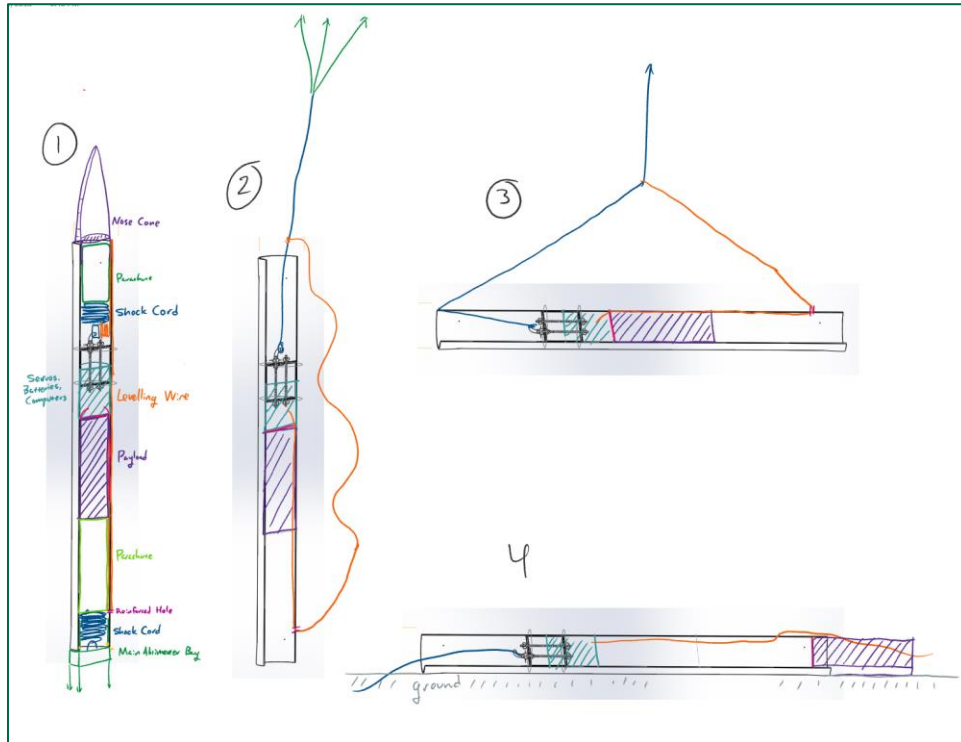 1
Nose Cone
Parachute
Shock Cord
Servos,
Batteries,
Computers
Levelling Wire
Payload
Parachute
Reinforced Hole
Shock Cord
Main Altimeter Bay
2
3
4
ground